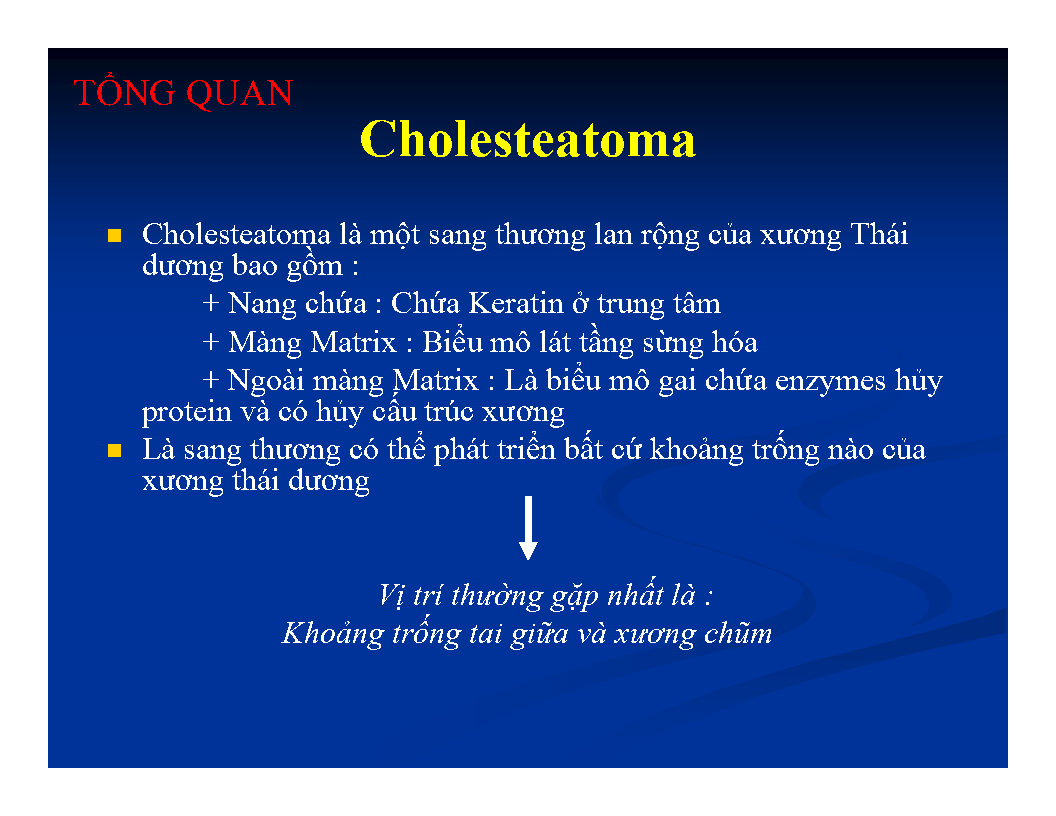 TỔNG QUAN
Cholesteatoma
Cholesteatoma là một sang thương lan rộng của xương Thái
dương bao gồm :
+ Nang chứa : Chứa Keratin ở trung tâm
+ Màng Matrix : Biểu mô lát tầng sừng hóa
+ Ngoài màng Matrix : Là biểu mô gai chứa enzymes hủy
protein và có hủy cấu trúc xương
Là sang thương có thể phát triển bất cứ khoảng trống nào của
xương thái dương
Vị trí thường gặp nhất là :
Khoảng trống tai giữa và xương chũm